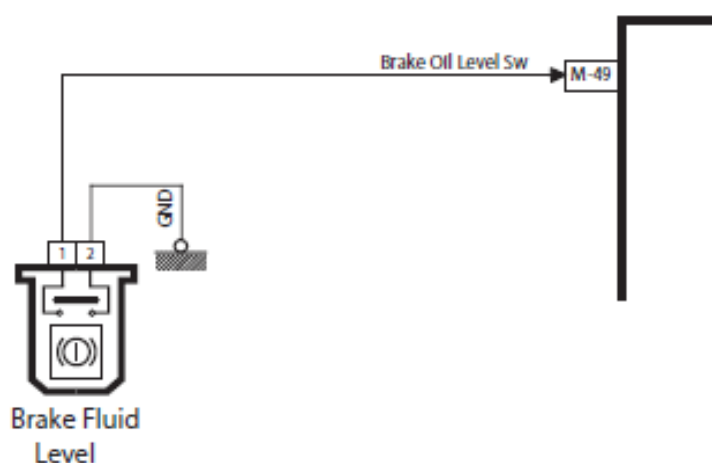 Brake Oil Level Sw
M-49
GND
1 2
Brake Fluid
Level